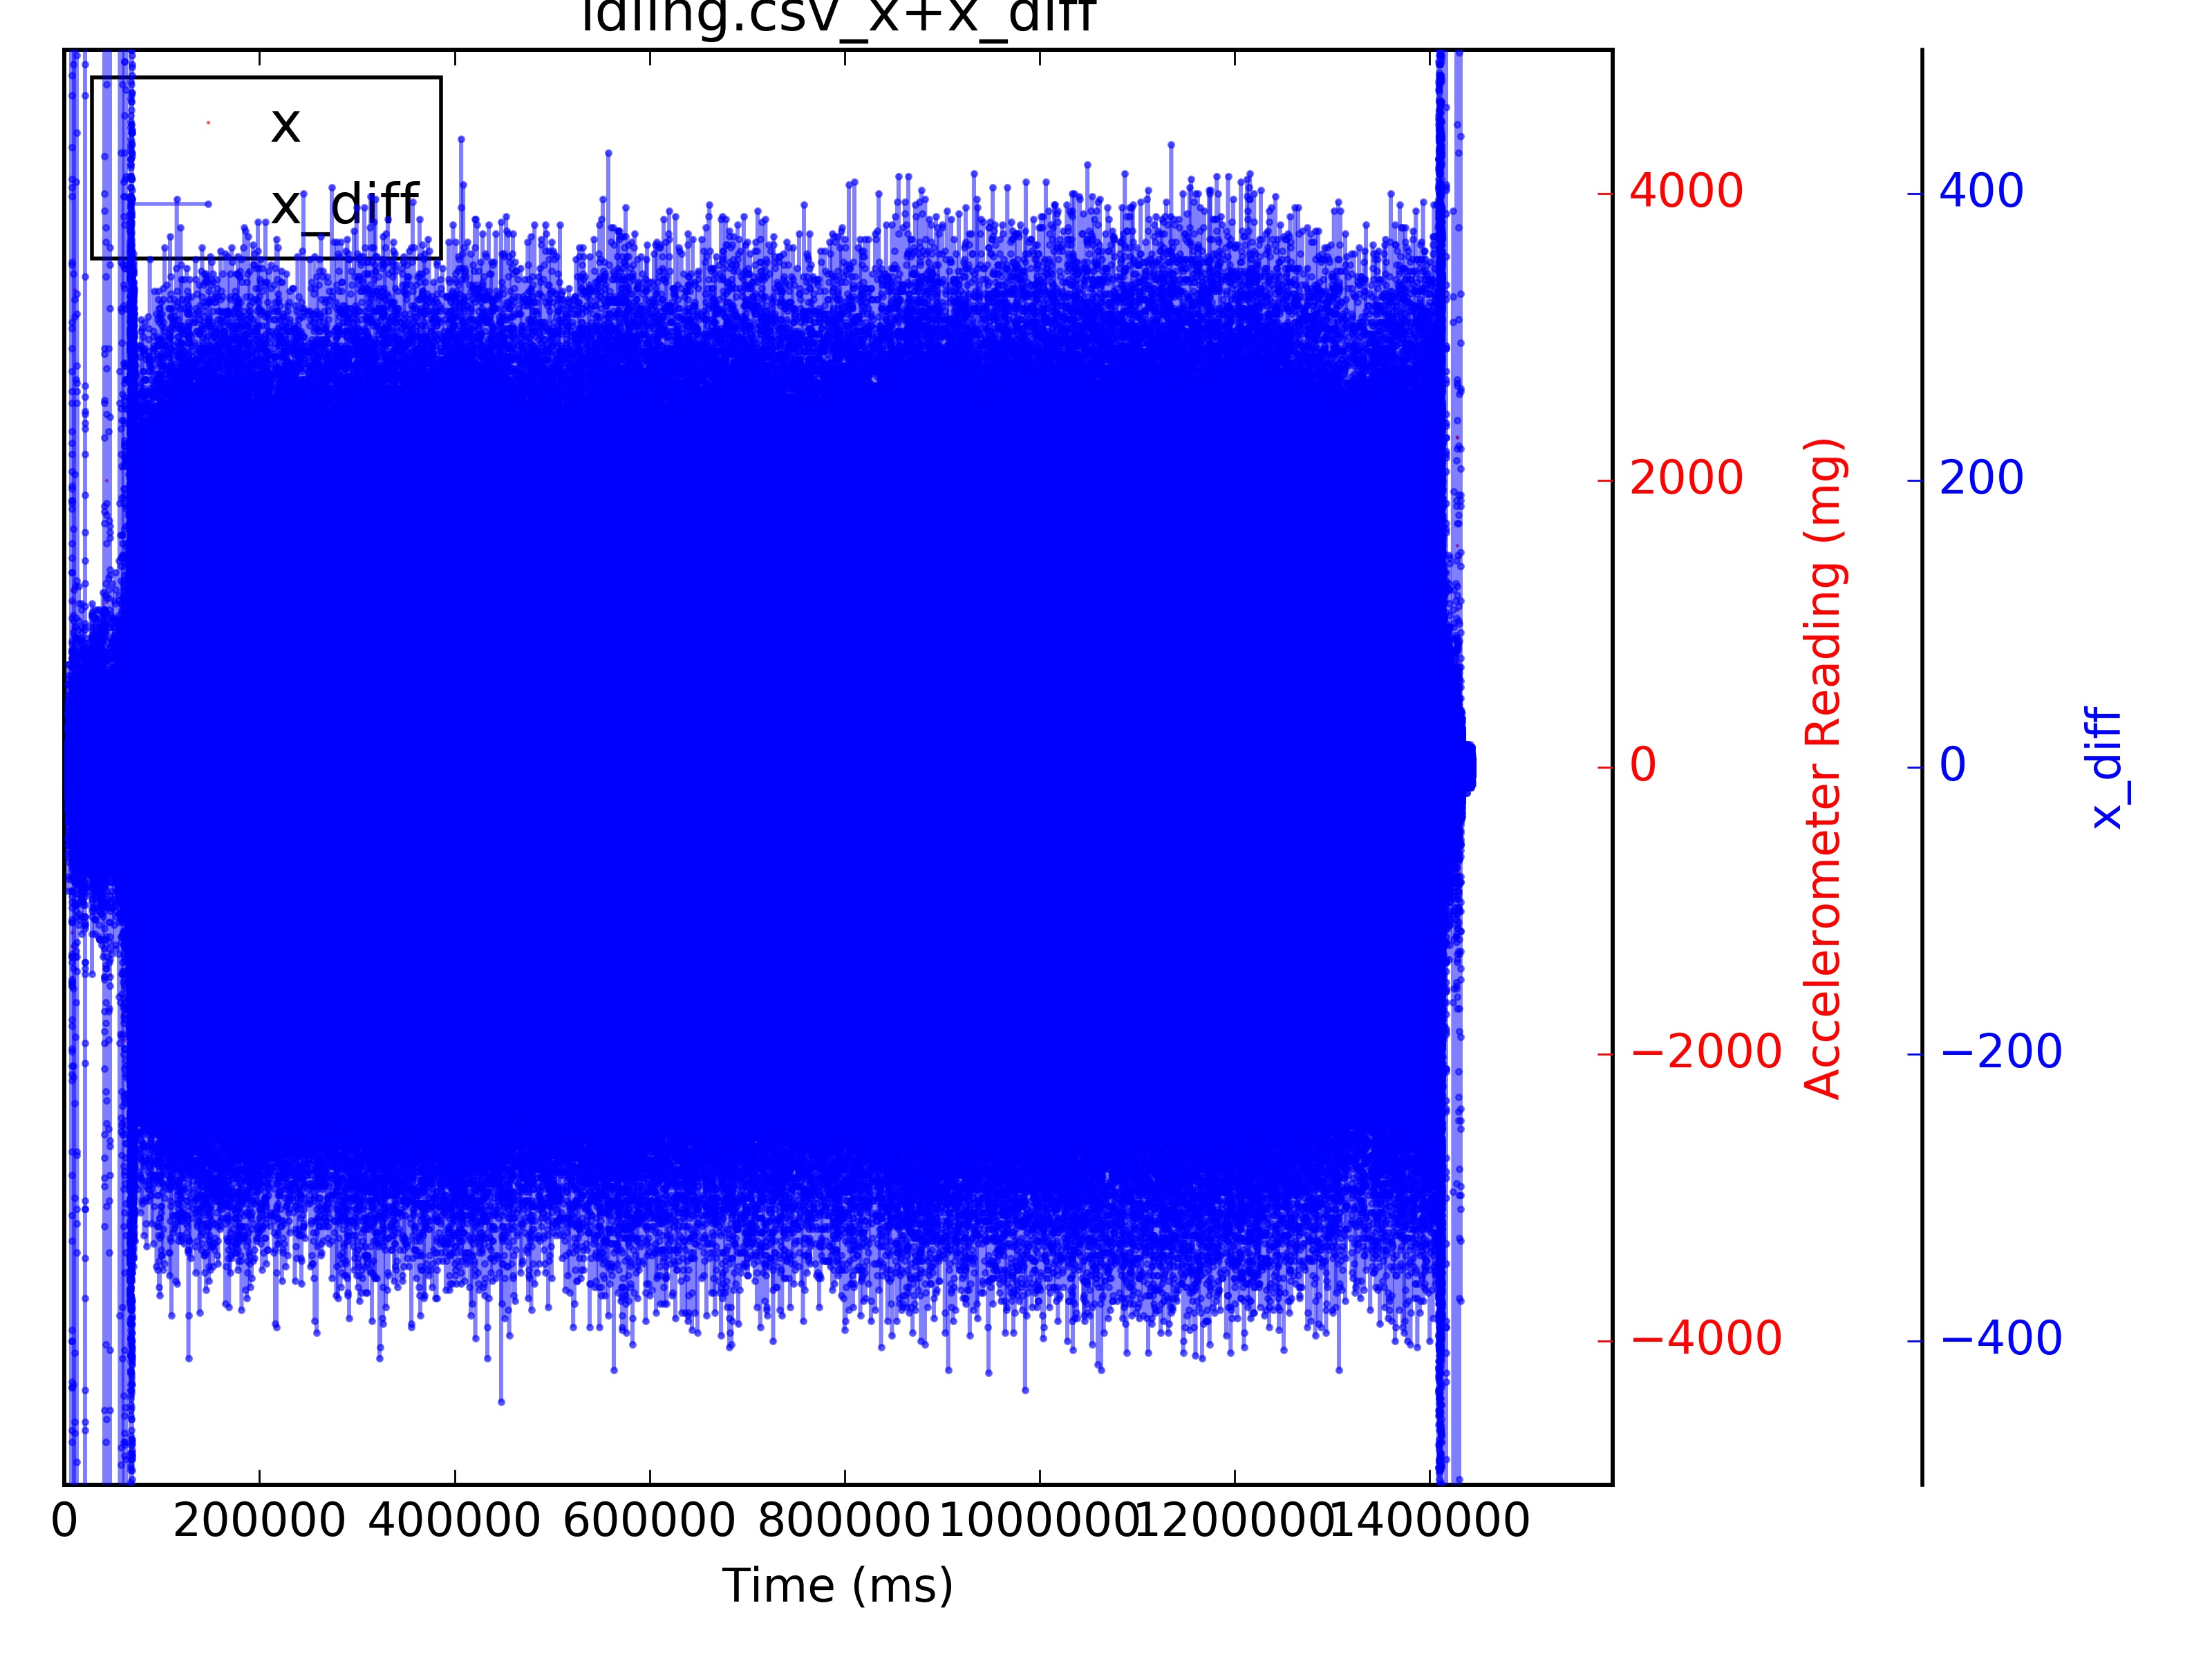 idling.csv_x+x_diff
x
x_diff
4000
2000
0
−2000
−4000
Accelerometer Reading (mg)
400
200
0
−200
−400
x_diff
0 200000 400000 600000 800000 1000000 1200000 1400000
Time (ms)